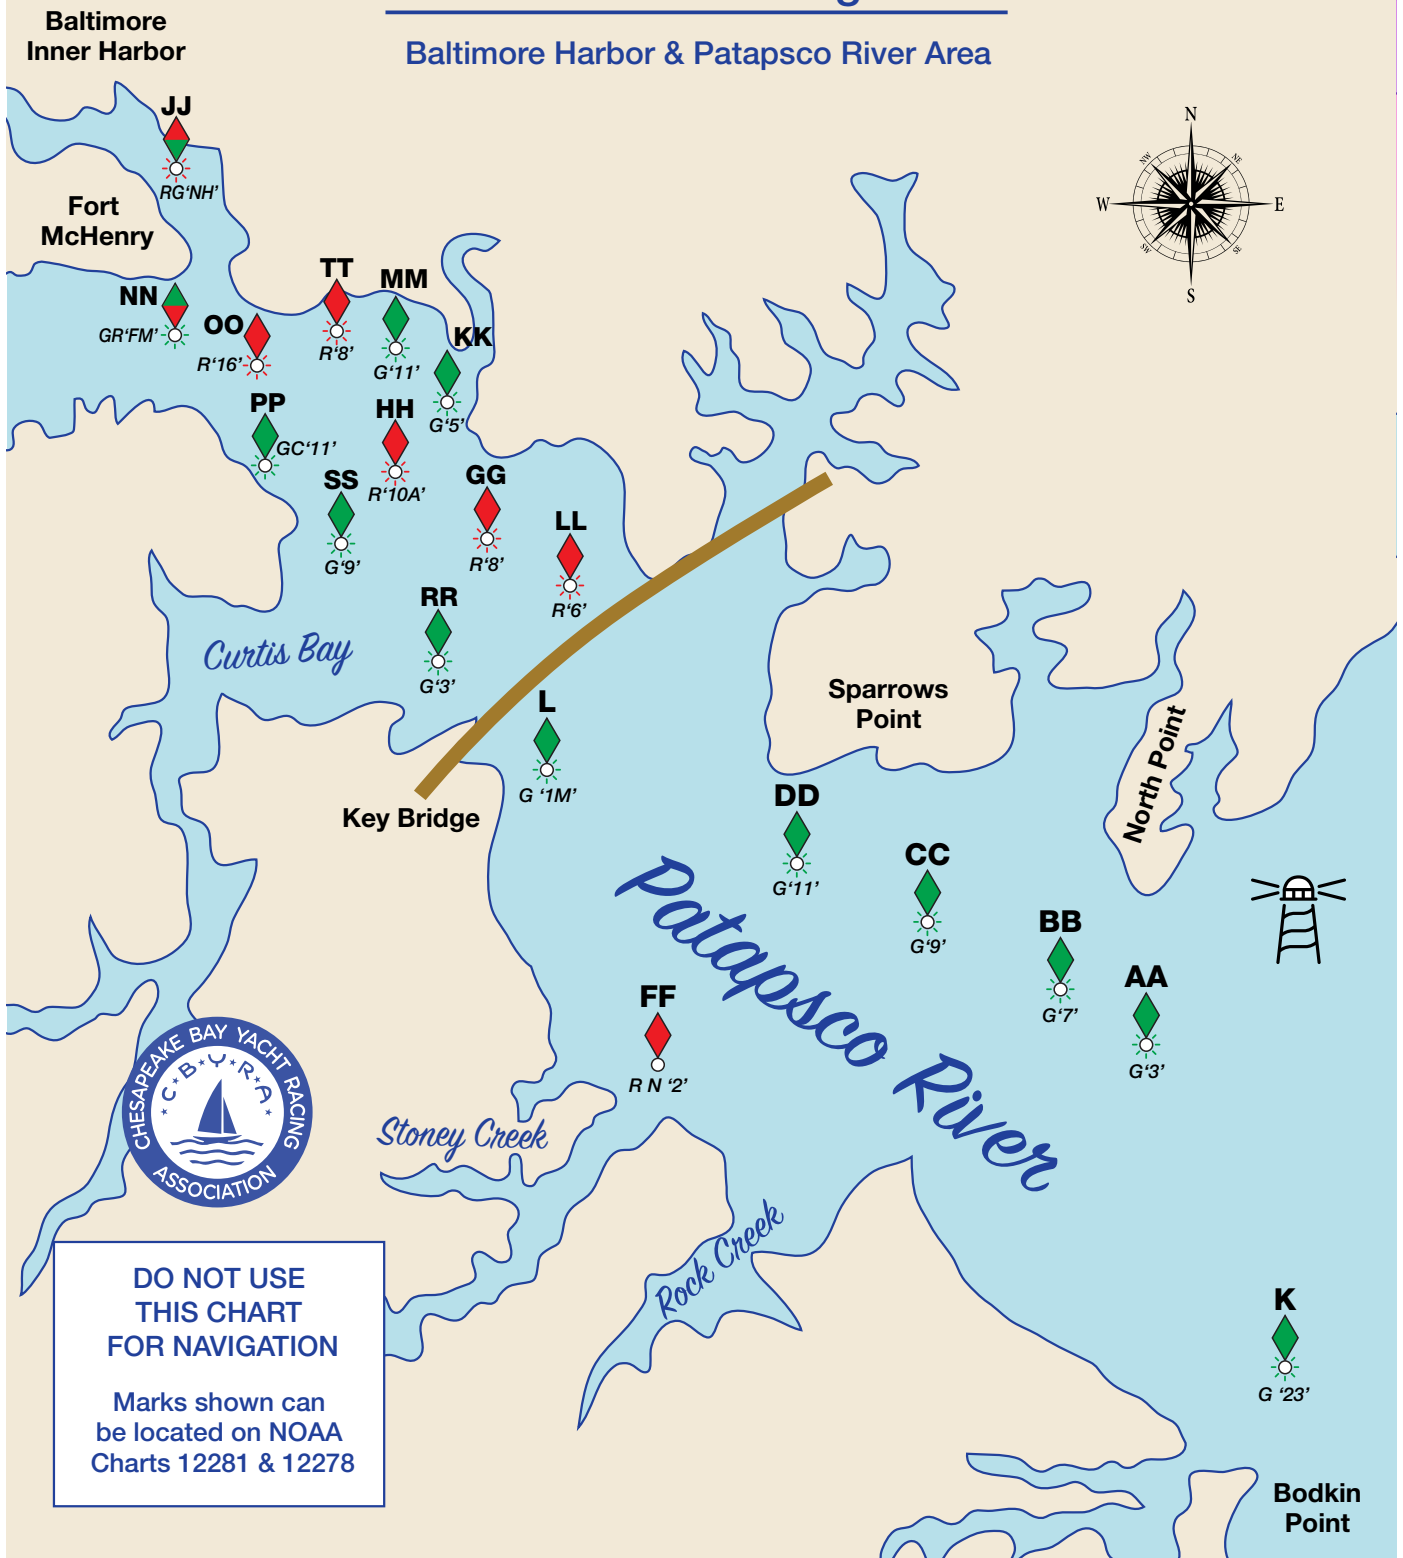 Baltimore
Inner Harbor
Baltimore Harbor & Patapsco River Area
JJ
RG‘NH’
N
NE
E
SE
S
SW
W
NW
Fort
McHenry
TT
R‘8’
MM
G‘11’
NN
GR‘FM’
OO
R‘16’
KK
G‘5’
PP
GC‘11’
HH
R‘10A’
SS
G‘9’
GG
R‘8’
LL
R‘6’
RR
G‘3’
Curtis Bay
L
G ‘1M’
Key Bridge
Sparrows
Point
North Point
DD
G‘11’
CC
G‘9’
BB
G‘7’
AA
G‘3’
Patapsco River
FF
R N ‘2’
CHESAPEAKE BAY YACHT RACING
C★B★Y★R★A
ASSOCIATION
Stoney Creek
Rock Creek
DO NOT USE
THIS CHART
FOR NAVIGATION
Marks shown can
be located on NOAA
Charts 12281 & 12278
K
G ‘23’
Bodkin
Point